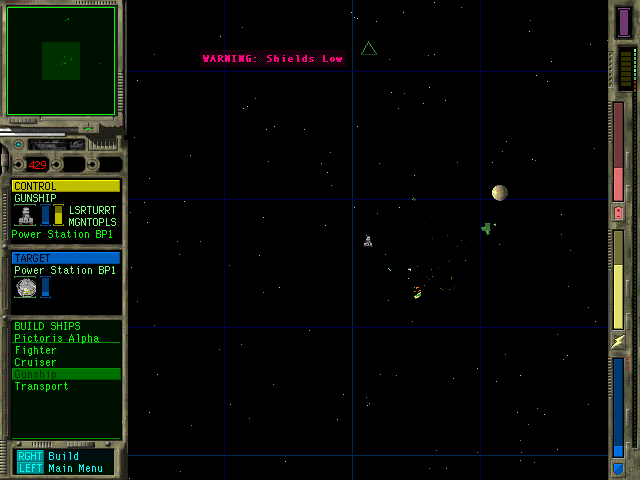 WARNING: Shields Low
429
CONTROL
GUNSHIP
LSRTURRT
MGNTOPLS
Power Station BP1
TARGET
Power Station BP1
BUILD SHIPS
Pictoris Alpha
Fighter
Cruiser
Gunship
Transport
RGHT Build
LEFT Main Menu